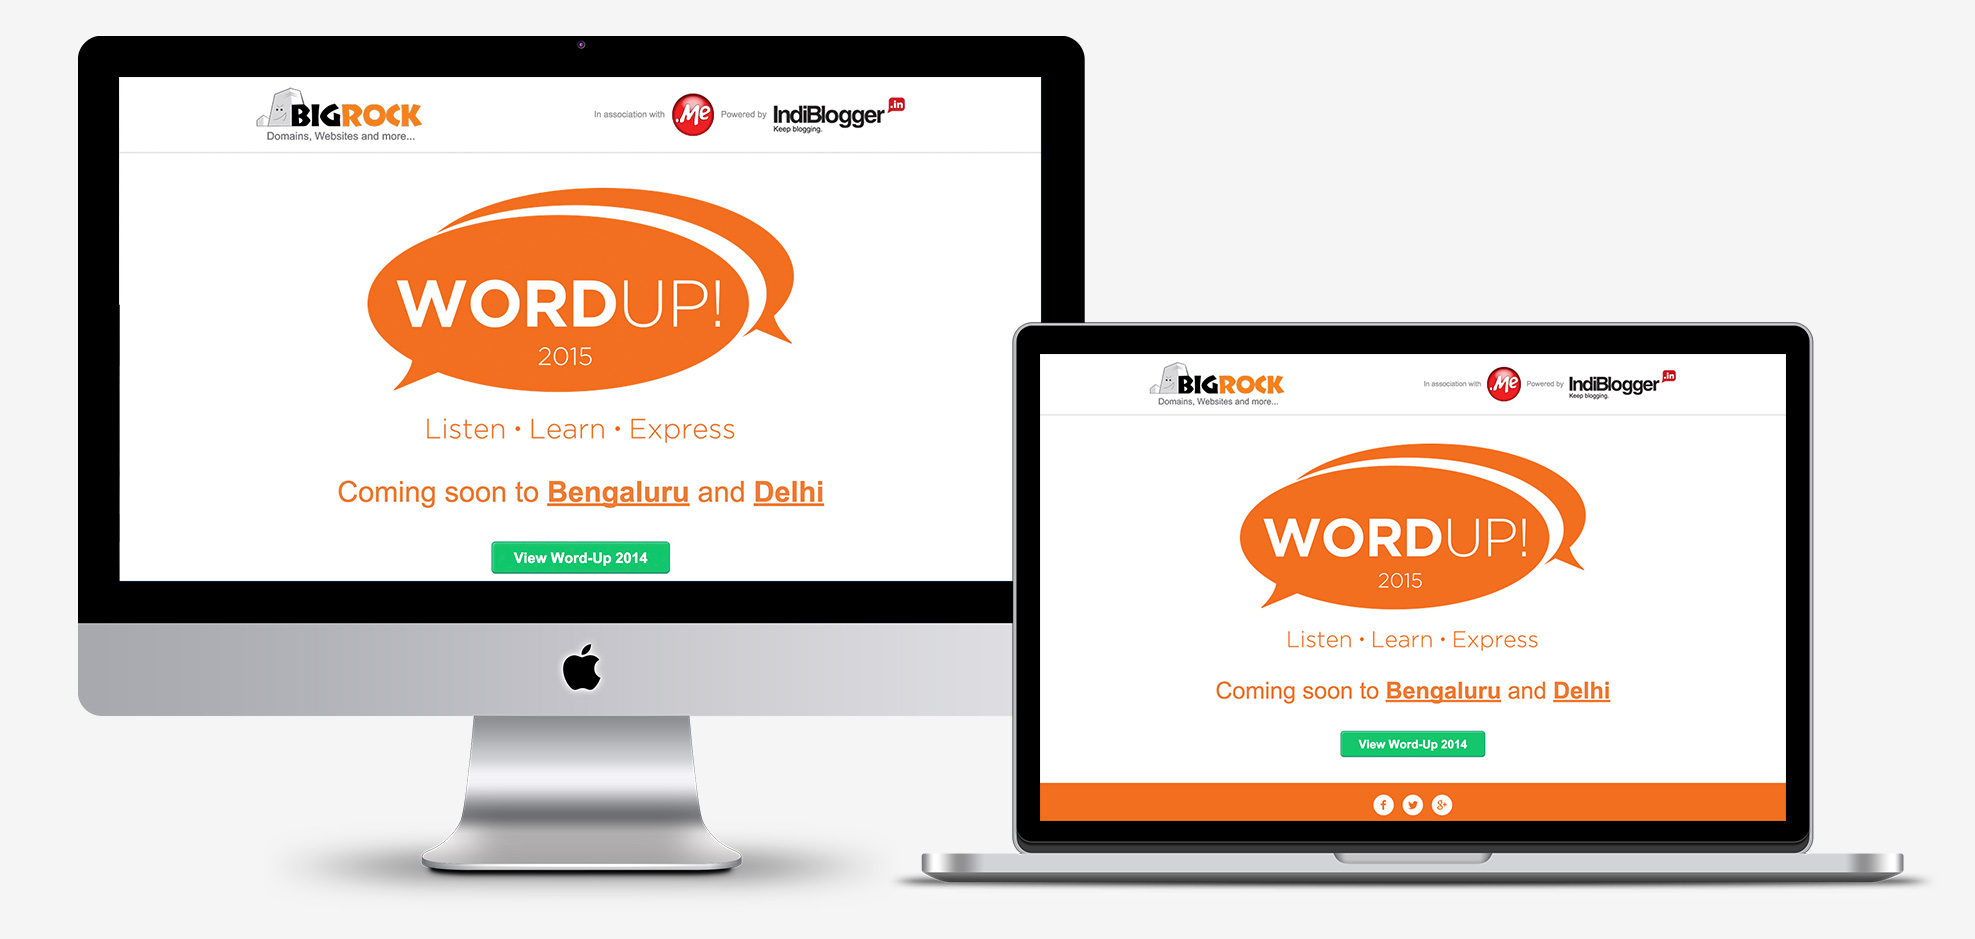 BIGROCK
Domains, Websites and more...
In association with .Me Powered by IndiBlogger .in
Keep blogging.
WORDUP!
2015
Listen • Learn • Express
Coming soon to Bengaluru and Delhi
View Word-Up 2014
BIGROCK
Domains, Websites and more...
In association with .Me Powered by IndiBlogger .in
Keep blogging.
WORDUP!
2015
Listen • Learn • Express
Coming soon to Bengaluru and Delhi
View Word-Up 2014
f g+